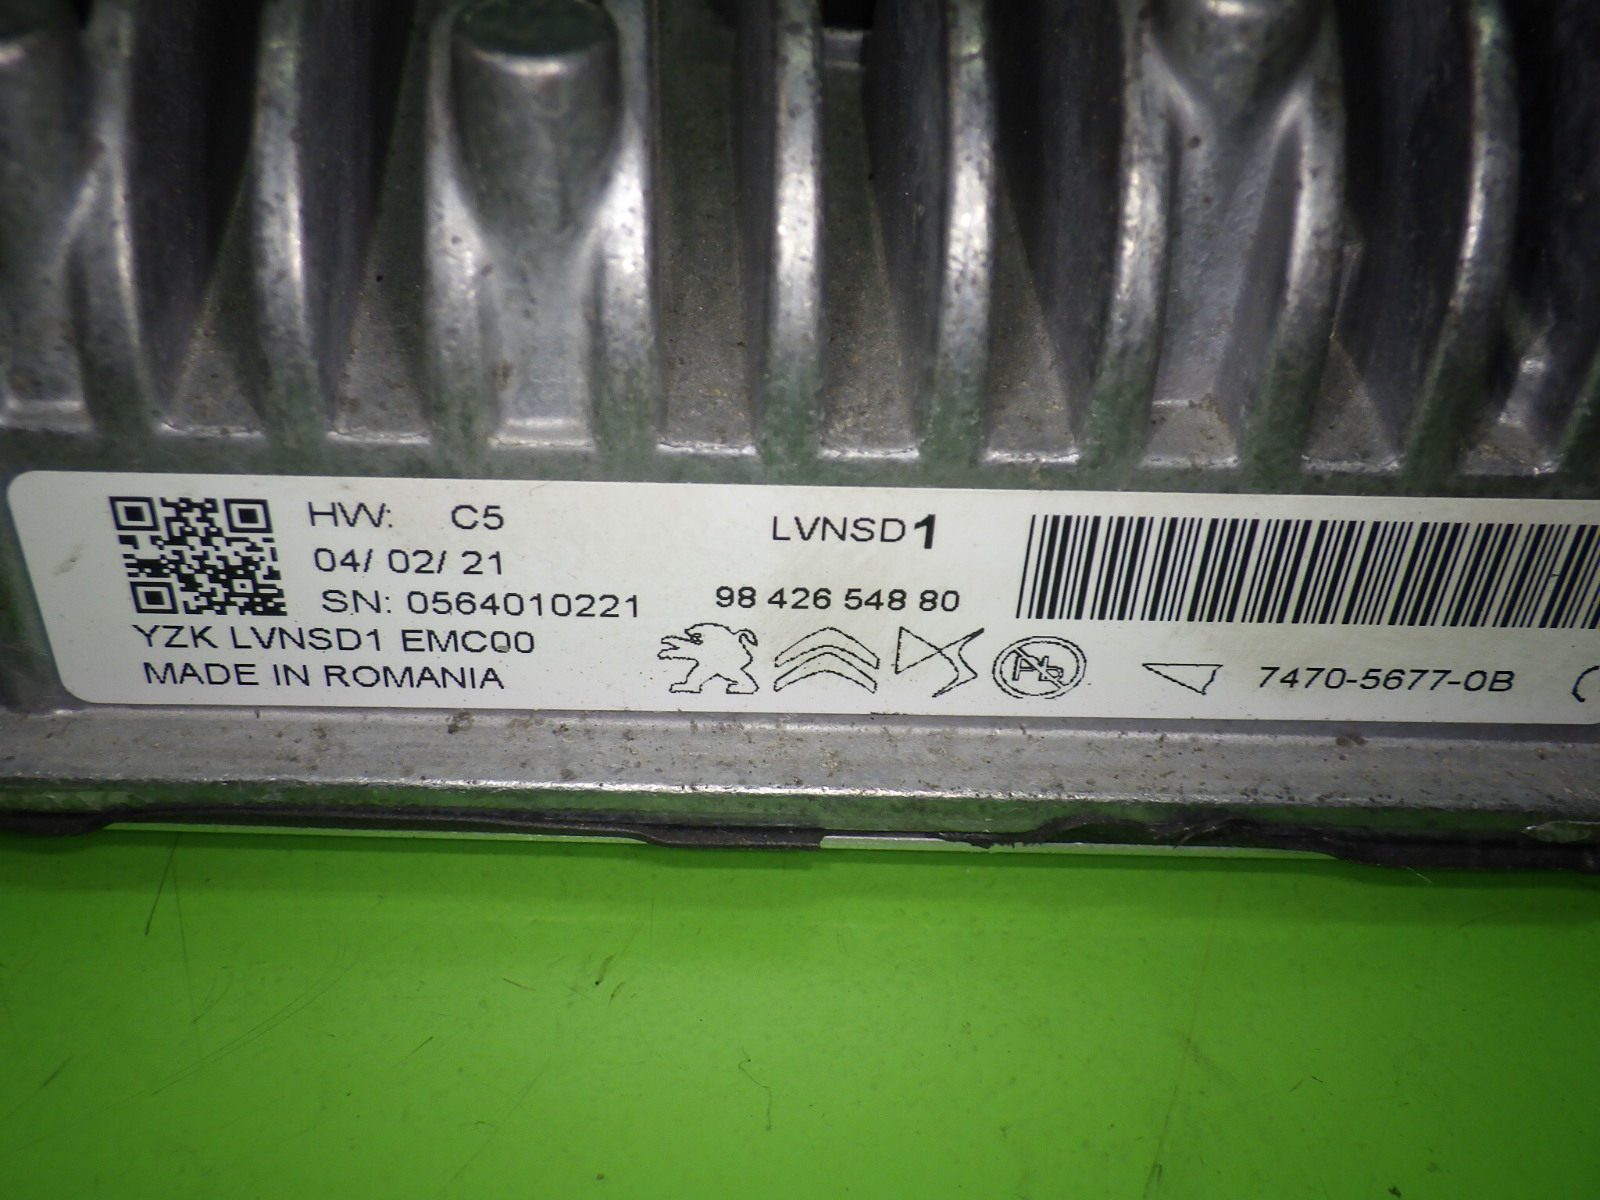 HW: C5
04/ 02/ 21
SN: 0564010221
YZK LVNSD1 EMC00
MADE IN ROMANIA
LVNSD1
98 426 548 80
Pb
7470-5677-0B